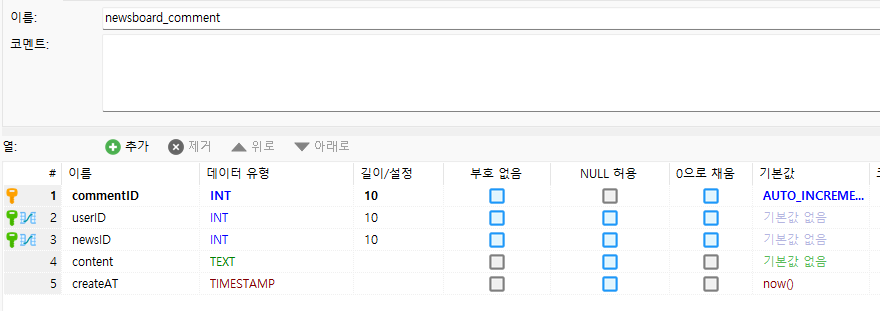 이름: newsboard_comment
코멘트:
열: 추가 제거 위로 아래로
# 이름 데이터 유형 길이/설정 부호 없음 NULL 허용 0으로 채움 기본값
1 commentID INT 10 AUTO_INCREME...
2 userID INT 10 기본값 없음
3 newsID INT 10 기본값 없음
4 content TEXT 기본값 없음
5 createAT TIMESTAMP now()